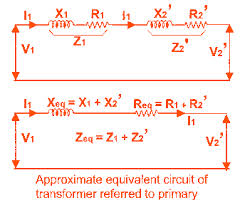 X₁ R₁ X₂' R₂'
I₁ i₁
Z₁ Z₂'
V₁ V₂'
I₁ Xeq = X₁ + X₂' Req = R₁ + R₂'
I₁
V₁ Zeq = Z₁ + Z₂' V₂'
Approximate equivalent circuit of
transformer referred to primary